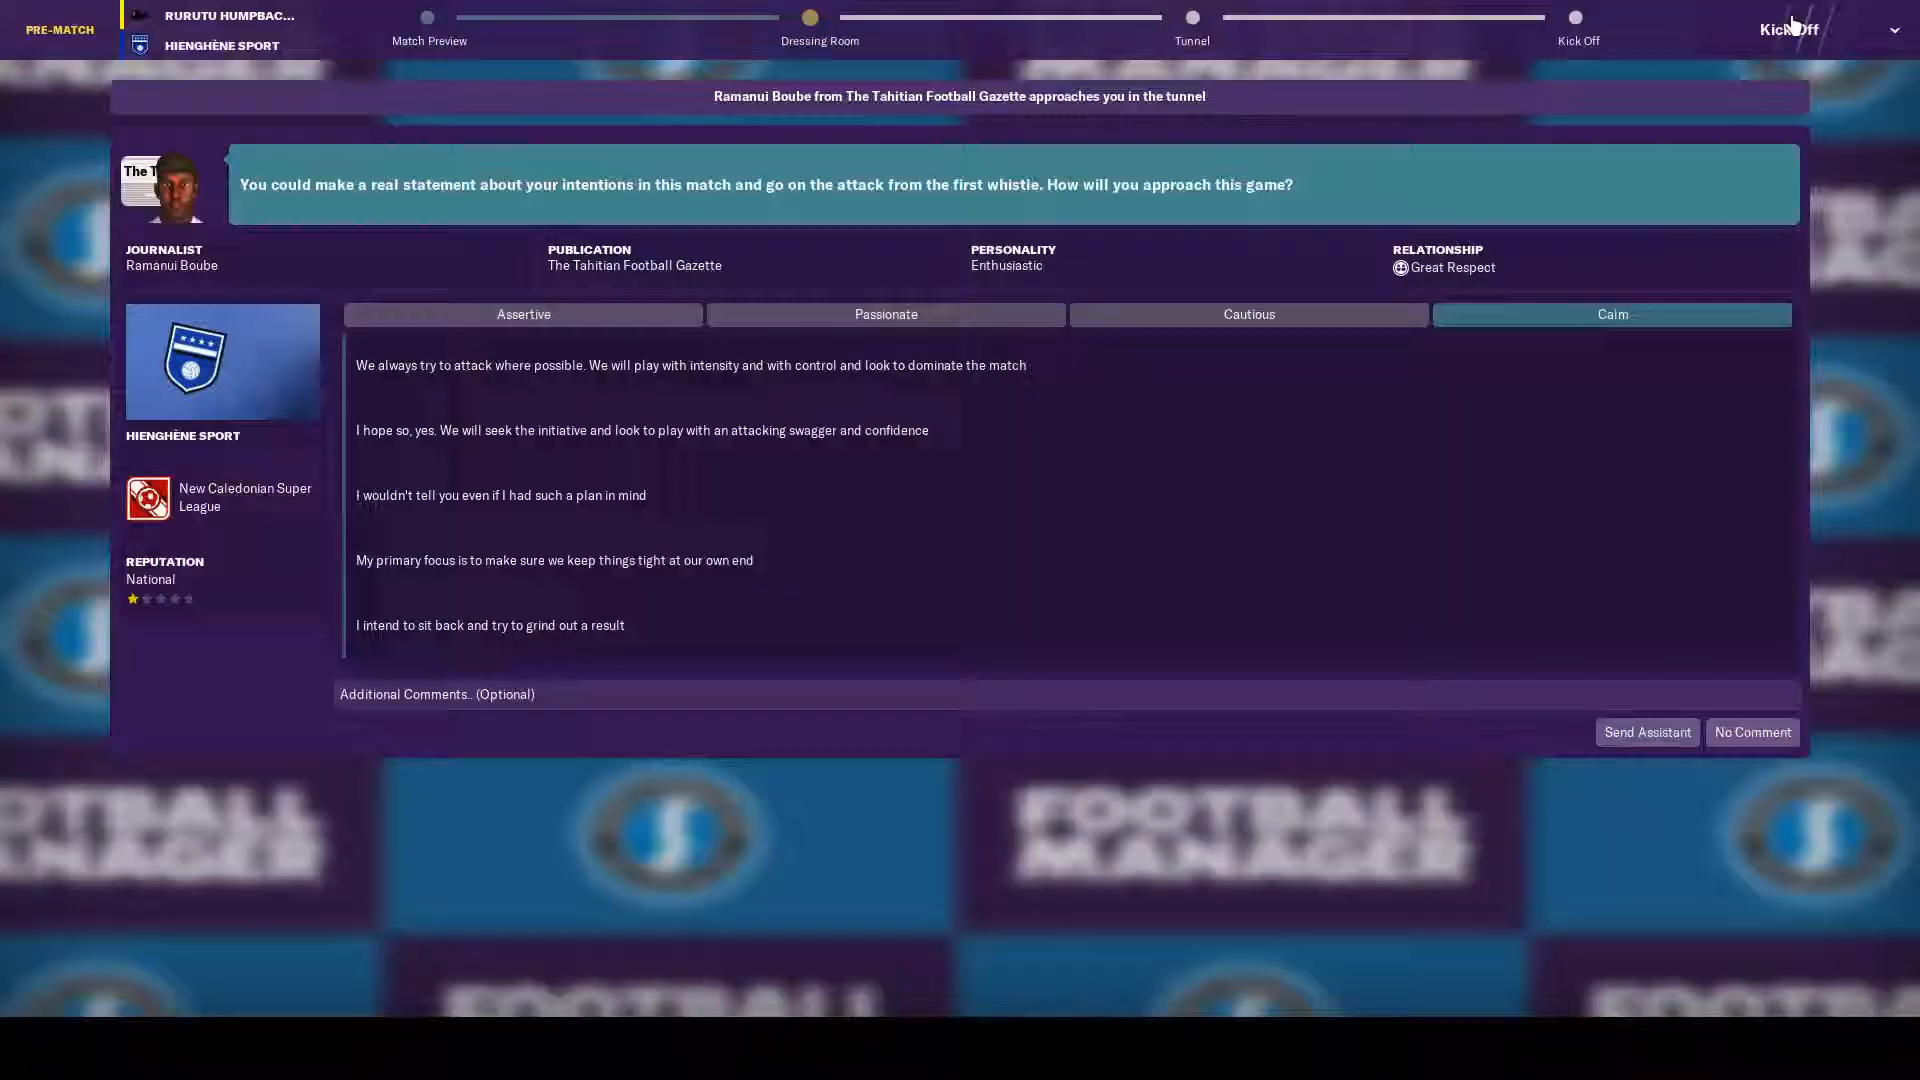 PRE-MATCH
RURUTU HUMPBAC...
HIENGHÈNE SPORT
Match Preview
Dressing Room
Tunnel
Kick Off
Kick Off
Ramanui Boube from The Tahitian Football Gazette approaches you in the tunnel
The T
You could make a real statement about your intentions in this match and go on the attack from the first whistle. How will you approach this game?
JOURNALIST
Ramanui Boube
PUBLICATION
The Tahitian Football Gazette
PERSONALITY
Enthusiastic
RELATIONSHIP
Great Respect
Assertive
Passionate
Cautious
Calm
We always try to attack where possible. We will play with intensity and with control and look to dominate the match
I hope so, yes. We will seek the initiative and look to play with an attacking swagger and confidence
I wouldn't tell you even if I had such a plan in mind
My primary focus is to make sure we keep things tight at our own end
I intend to sit back and try to grind out a result
HIENGHÈNE SPORT
New Caledonian Super
League
REPUTATION
National
Additional Comments.. (Optional)
Send Assistant
No Comment
OTBALL
ANAGER
FOOTBALL
MANAGER
FOOTBALL